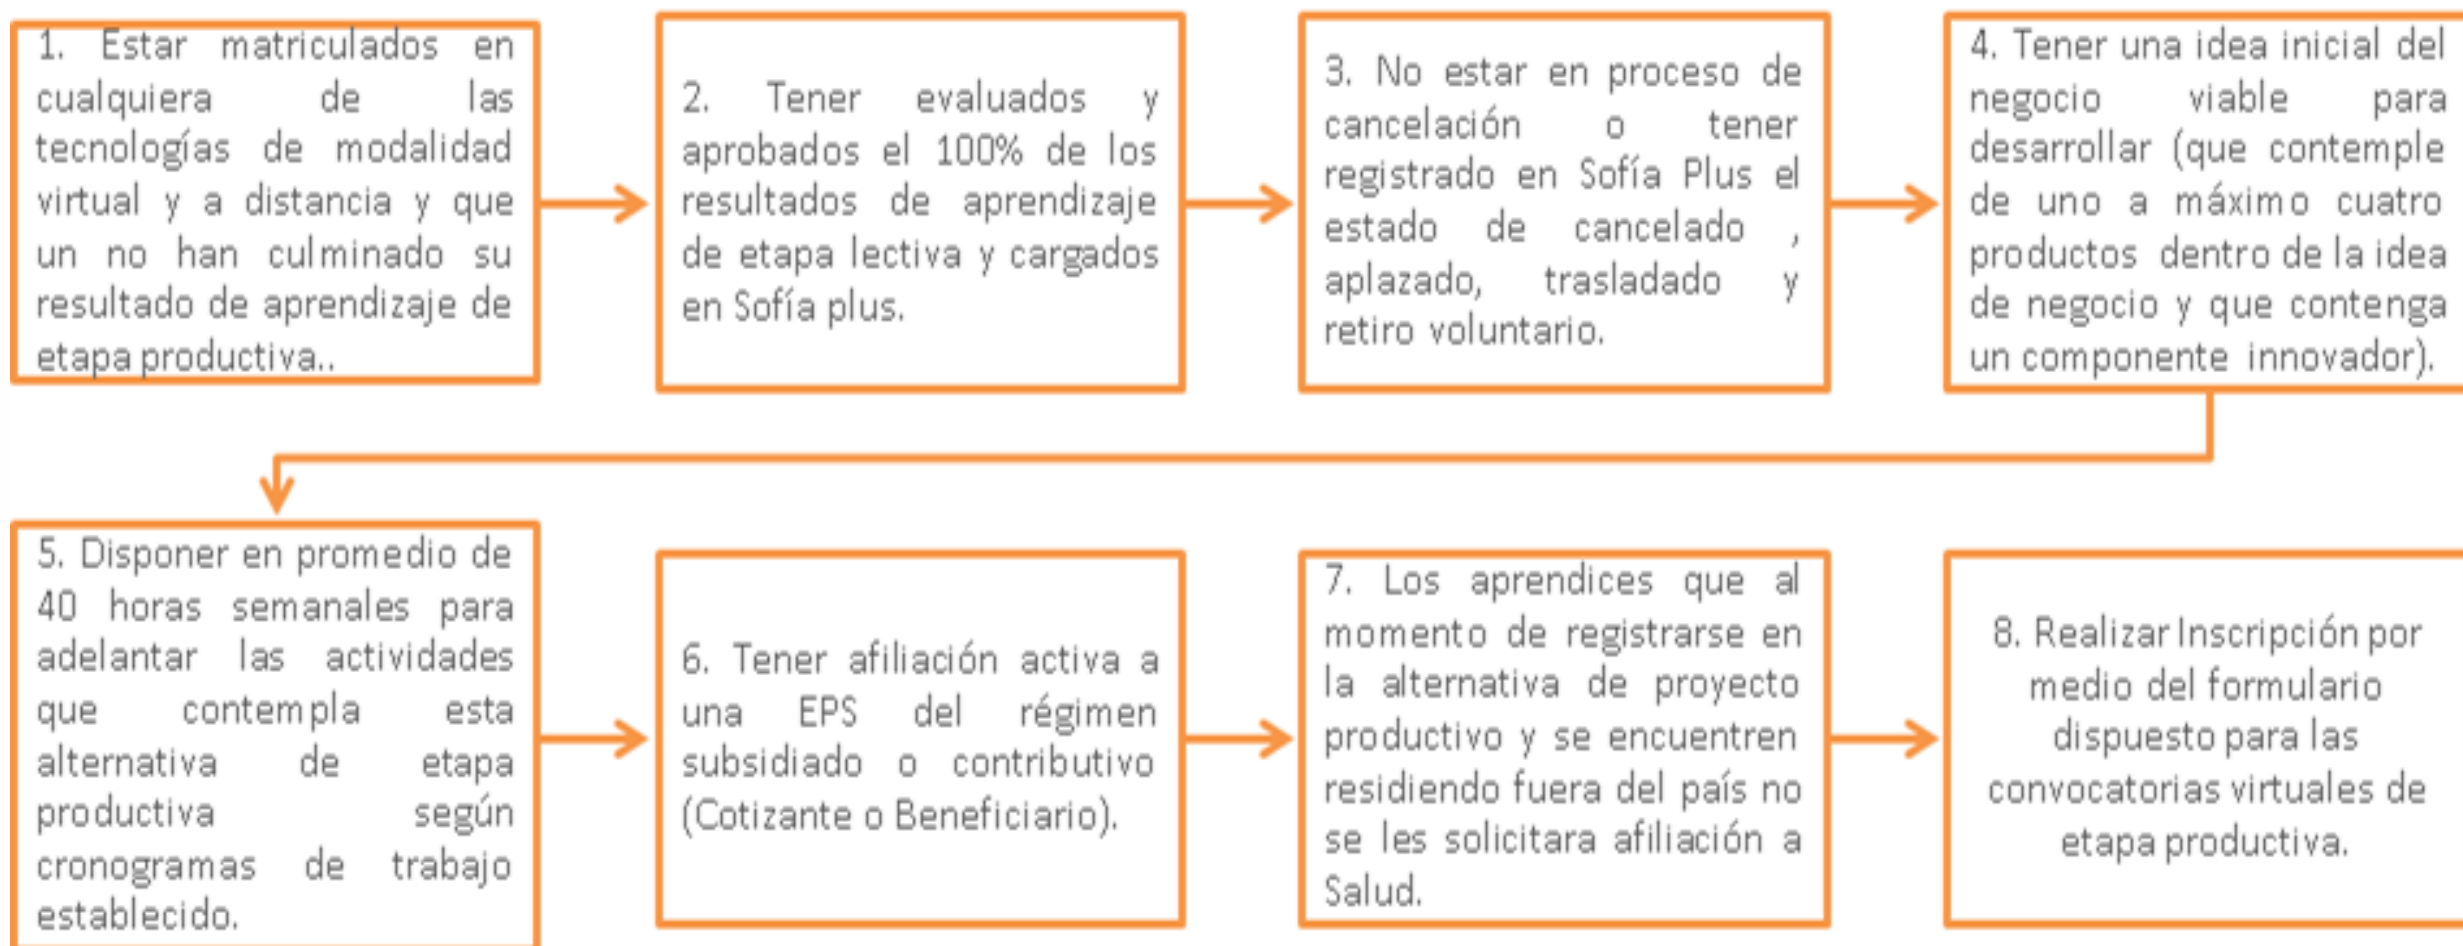 1. Estar matriculados en
cualquiera de las
tecnologías de modalidad
virtual y a distancia y que
un no han culminado su
resultado de aprendizaje de
etapa productiva..
2. Tener evaluados y
aprobados el 100% de los
resultados de aprendizaje
de etapa lectiva y cargados
en Sofía plus.
3. No estar en proceso de
cancelación o tener
registrado en Sofía Plus el
estado de cancelado ,
aplazado, trasladado y
retiro voluntario.
4. Tener una idea inicial del
negocio viable para
desarrollar (que contemple
de uno a máximo cuatro
productos dentro de la idea
de negocio y que contenga
un componente innovador).
5. Disponer en promedio de
40 horas semanales para
adelantar las actividades
que contempla esta
alternativa de etapa
productiva según
cronogramas de trabajo
establecido.
6. Tener afiliación activa a
una EPS del régimen
subsidiado o contributivo
(Cotizante o Beneficiario).
7. Los aprendices que al
momento de registrarse en
la alternativa de proyecto
productivo y se encuentren
residiendo fuera del país no
se les solicitara afiliación a
Salud.
8. Realizar Inscripción por
medio del formulario
dispuesto para las
convocatorias virtuales de
etapa productiva.